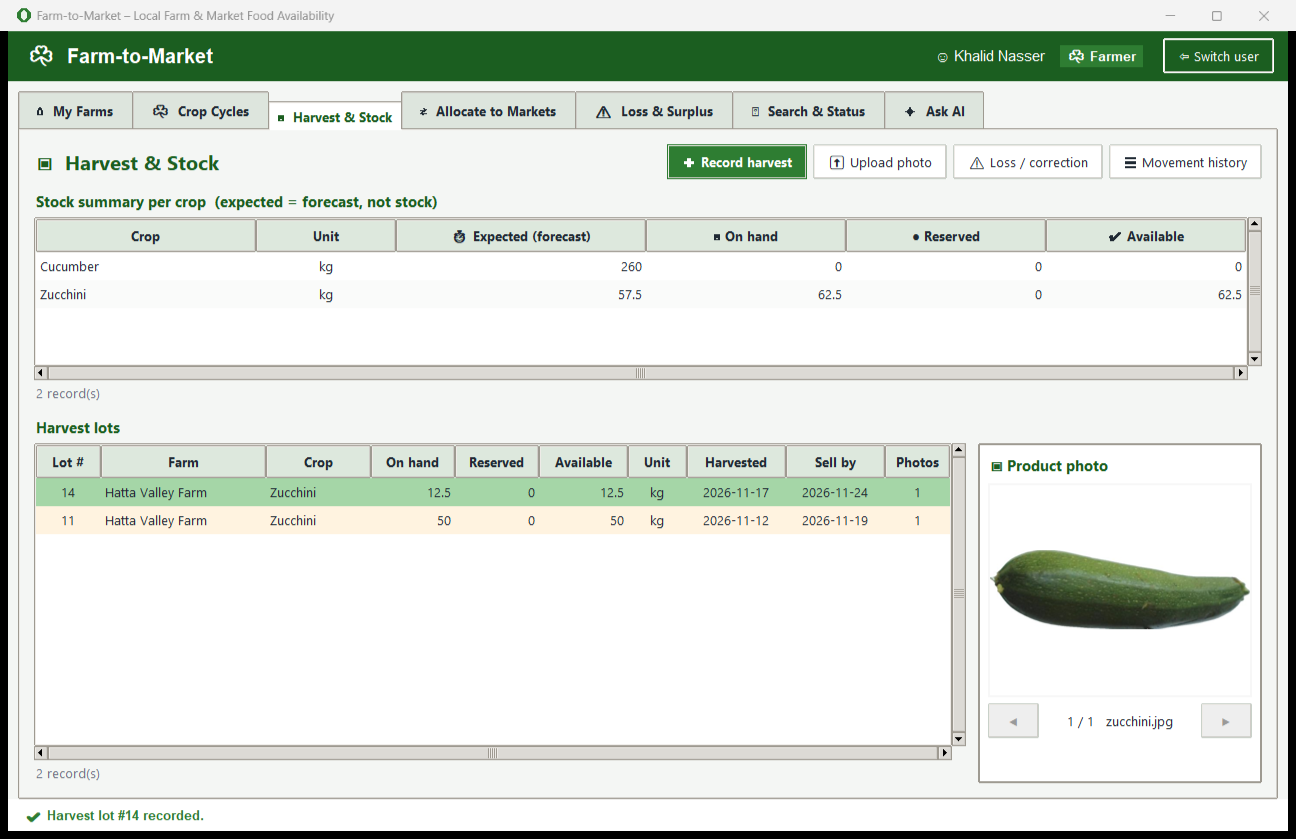 Farm-to-Market – Local Farm & Market Food Availability
Farm-to-Market
Khalid Nasser
Farmer
Switch user
My Farms
Crop Cycles
Harvest & Stock
Allocate to Markets
Loss & Surplus
Search & Status
Ask AI
Harvest & Stock
Record harvest
Upload photo
Loss / correction
Movement history
Stock summary per crop (expected = forecast, not stock)
Crop Unit Expected (forecast) On hand Reserved Available
Cucumber kg 260 0 0 0
Zucchini kg 57.5 62.5 0 62.5
2 record(s)
Harvest lots
Lot # Farm Crop On hand Reserved Available Unit Harvested Sell by Photos
14 Hatta Valley Farm Zucchini 12.5 0 12.5 kg 2026-11-17 2026-11-24 1
11 Hatta Valley Farm Zucchini 50 0 50 kg 2026-11-12 2026-11-19 1
2 record(s)
Product photo
1 / 1 zucchini.jpg
Harvest lot #14 recorded.